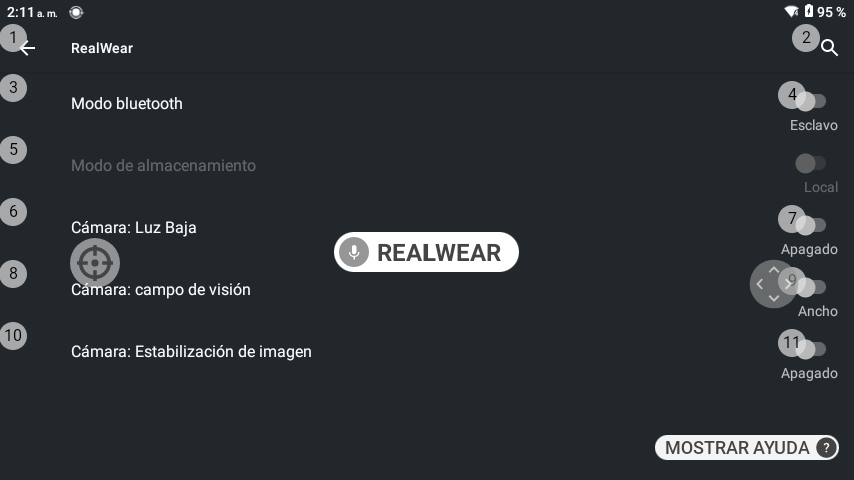 2:11 a. m. 95 %
1 RealWear 2
3 Modo bluetooth 4
Esclavo
5 Modo de almacenamiento
Local
6 Cámara: Luz Baja 7
Apagado
REALWEAR
8 Cámara: campo de visión 9
Ancho
10 Cámara: Estabilización de imagen 11
Apagado
MOSTRAR AYUDA ?